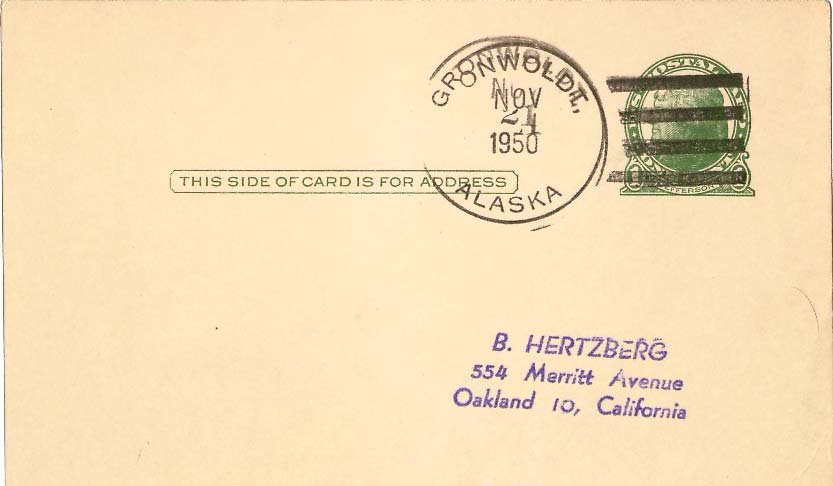 GRONWOLDT,
NOV
21
1950
ALASKA
JEFFERSON
THIS SIDE OF CARD IS FOR ADDRESS
B. HERTZBERG
554 Merritt Avenue
Oakland 10, California